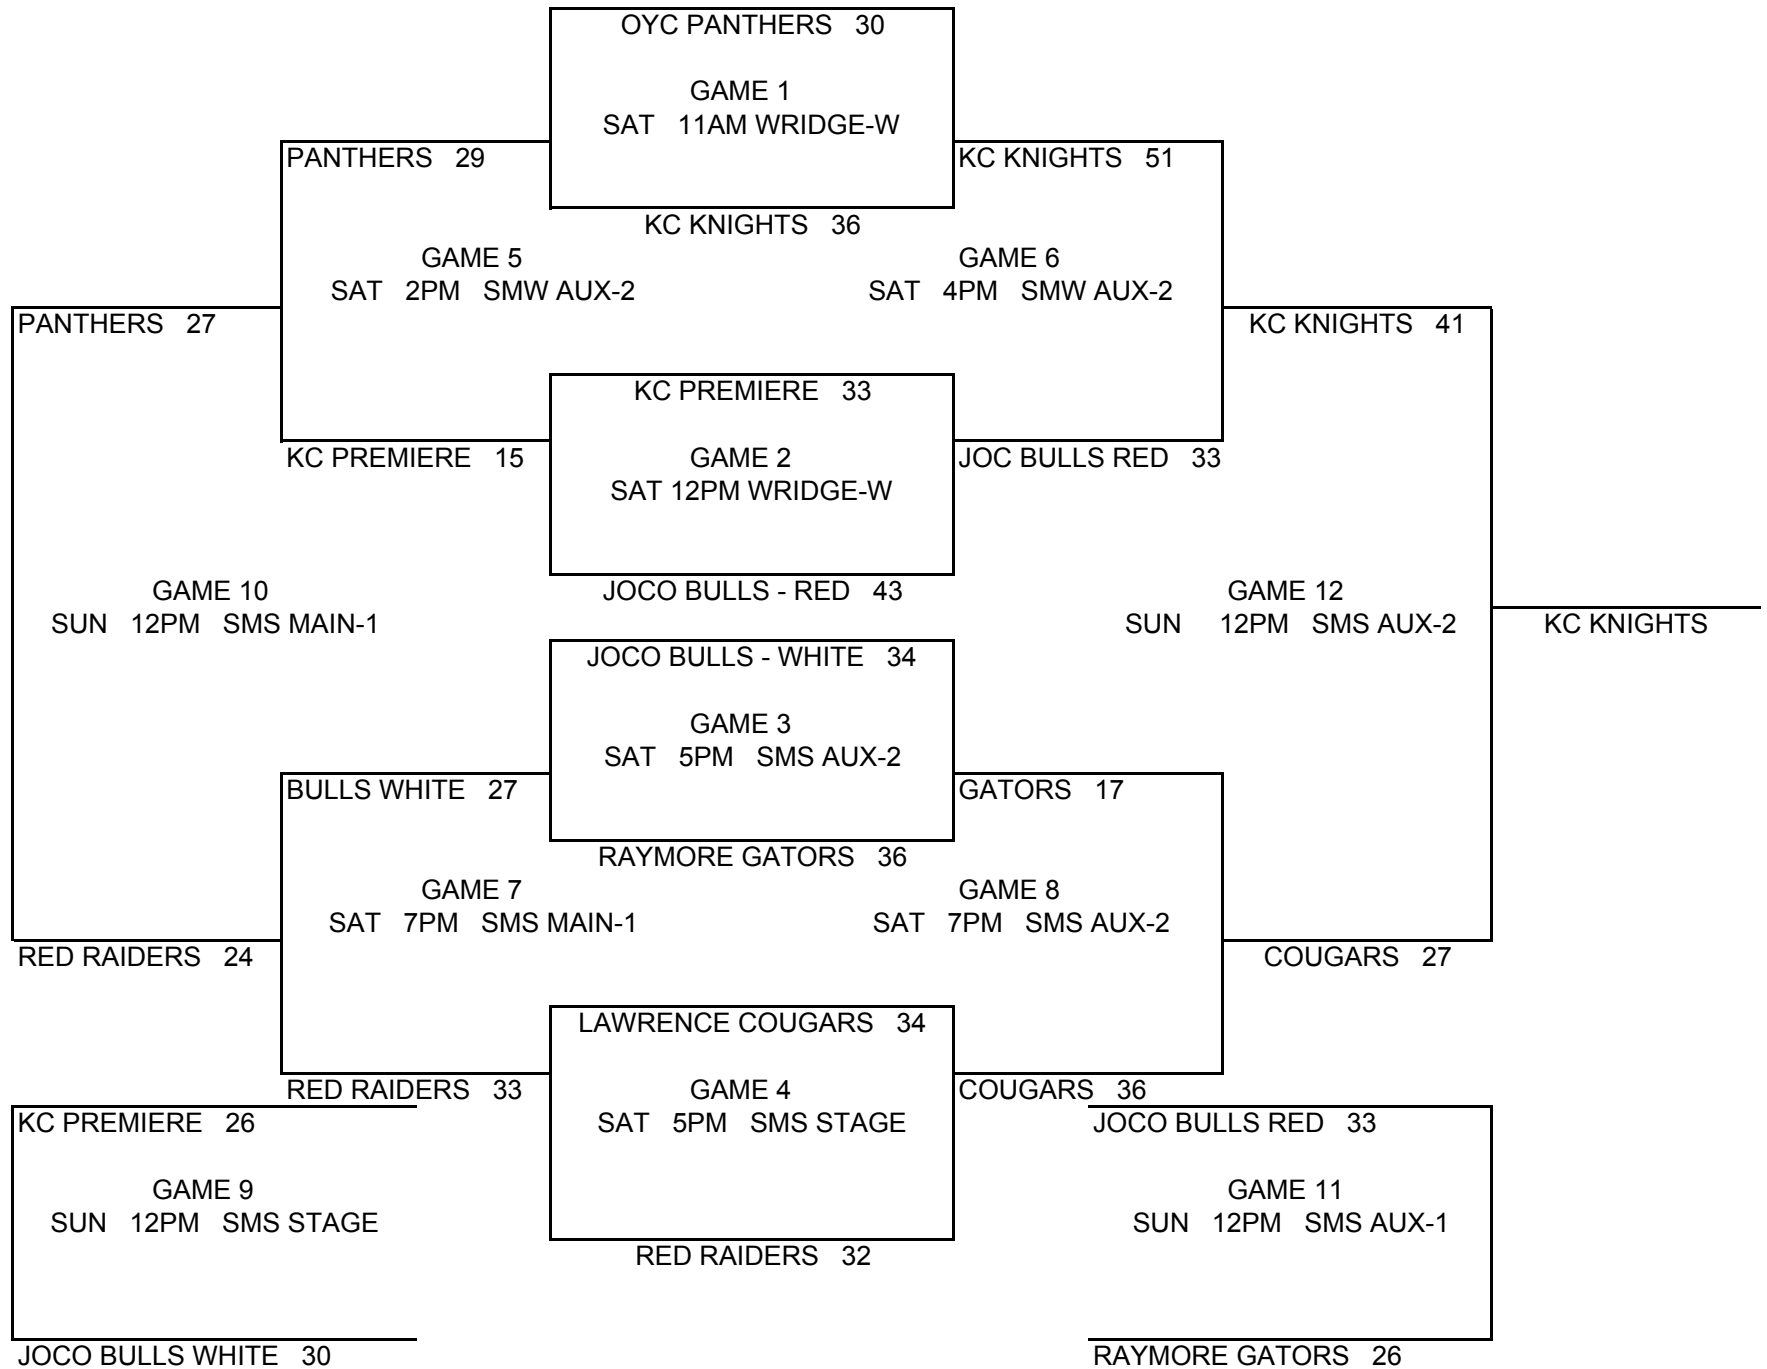 OYC PANTHERS 30
GAME 1
SAT 11AM WRIDGE-W
PANTHERS 29
KC KNIGHTS 51
KC KNIGHTS 36
GAME 5
GAME 6
SAT 2PM SMW AUX-2
SAT 4PM SMW AUX-2
PANTHERS 27
KC KNIGHTS 41
KC PREMIERE 33
KC PREMIERE 15
GAME 2
JOC BULLS RED 33
SAT 12PM WRIDGE-W
GAME 10
JOCO BULLS - RED 43
GAME 12
SUN 12PM SMS MAIN-1
SUN 12PM SMS AUX-2
KC KNIGHTS
JOCO BULLS - WHITE 34
GAME 3
SAT 5PM SMS AUX-2
BULLS WHITE 27
GATORS 17
RAYMORE GATORS 36
GAME 7
GAME 8
SAT 7PM SMS MAIN-1
SAT 7PM SMS AUX-2
RED RAIDERS 24
COUGARS 27
LAWRENCE COUGARS 34
RED RAIDERS 33
GAME 4
COUGARS 36
KC PREMIERE 26
SAT 5PM SMS STAGE
JOCO BULLS RED 33
GAME 9
GAME 11
SUN 12PM SMS STAGE
SUN 12PM SMS AUX-1
RED RAIDERS 32
JOCO BULLS WHITE 30
RAYMORE GATORS 26